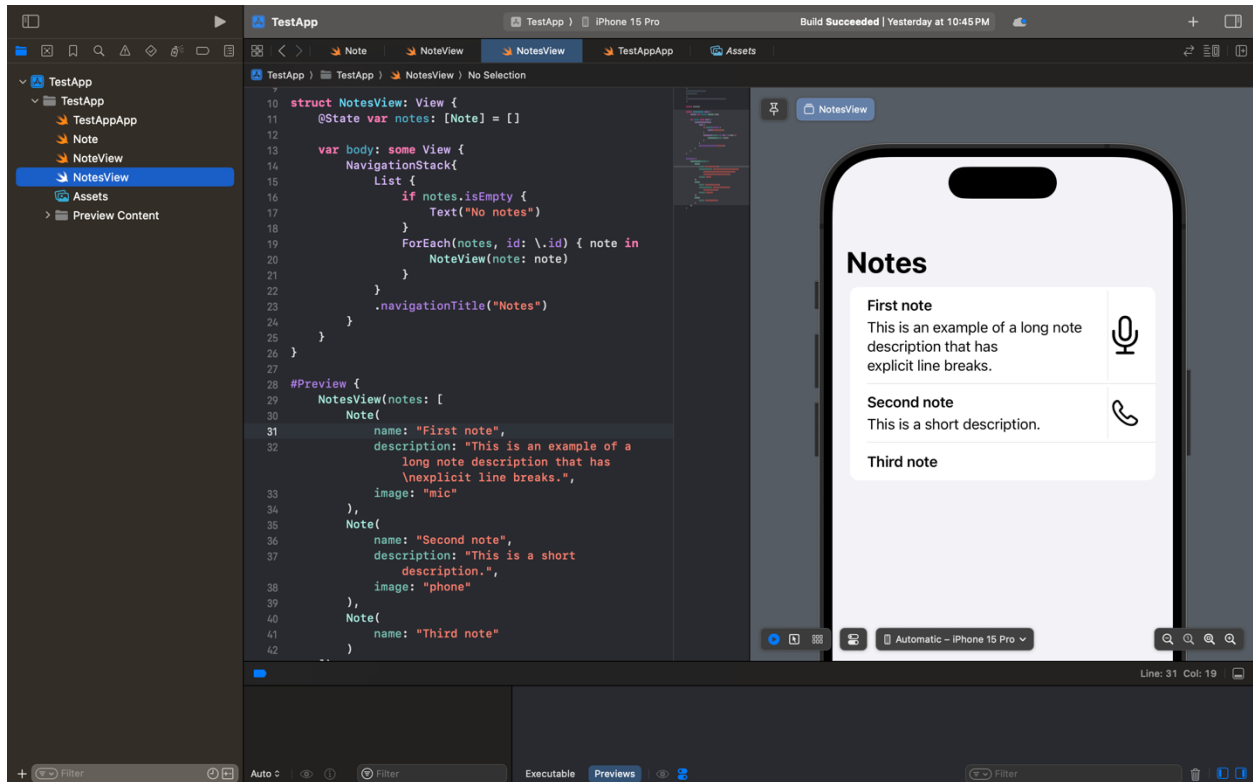 TestApp
TestApp
iPhone 15 Pro
Build Succeeded | Yesterday at 10:45 PM
Note
NoteView
NotesView
TestAppApp
Assets
TestApp
TestApp
NotesView
No Selection
TestApp
TestApp
TestAppApp
Note
NoteView
NotesView
Assets
Preview Content
10 struct NotesView: View {
11 @State var notes: [Note] = []
12
13 var body: some View {
14 NavigationStack{
15 List {
16 if notes.isEmpty {
17 Text("No notes")
18 }
19 ForEach(notes, id: \.id) { note in
20 NoteView(note: note)
21 }
22 }
23 .navigationTitle("Notes")
24 }
25 }
26 }
27
28 #Preview {
29 NotesView(notes: [
30 Note(
31 name: "First note",
32 description: "This is an example of a
long note description that has
\nexplicit line breaks.",
33 image: "mic"
34 ),
35 Note(
36 name: "Second note",
37 description: "This is a short
description.",
38 image: "phone"
39 ),
40 Note(
41 name: "Third note"
42 )
NotesView
Notes
First note
This is an example of a long note
description that has
explicit line breaks.
Second note
This is a short description.
Third note
Automatic – iPhone 15 Pro
Line: 31 Col: 19
Filter
Auto
Filter
Executable
Previews
Filter